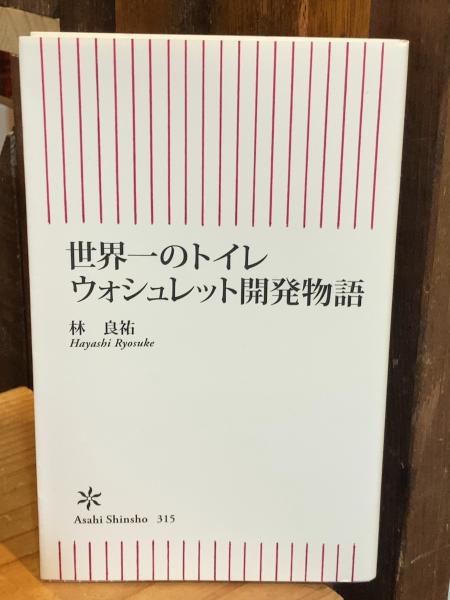 世界一のトイレ
ウォシュレット開発物語
林 良祐
Hayashi Ryosuke
Asahi Shinsho 315